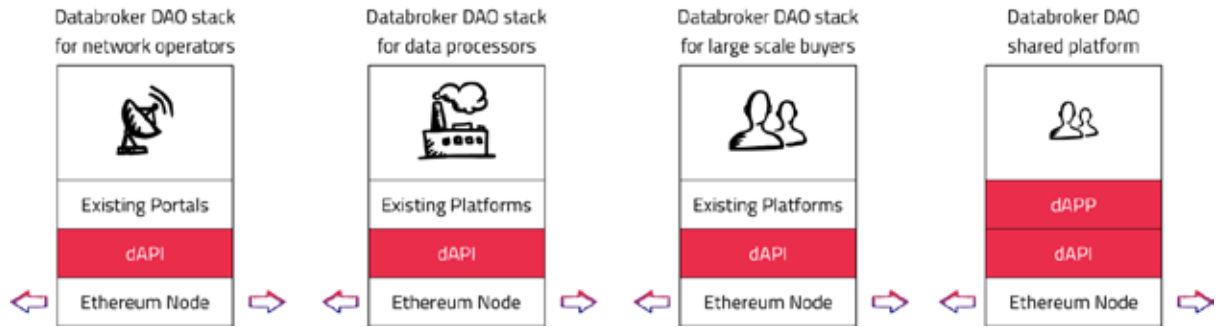 Databroker DAO stack
for network operators
Existing Portals
dAPI
Ethereum Node
Databroker DAO stack
for data processors
Existing Platforms
dAPI
Ethereum Node
Databroker DAO stack
for large scale buyers
Existing Platforms
dAPI
Ethereum Node
Databroker DAO
shared platform
dAPP
dAPI
Ethereum Node